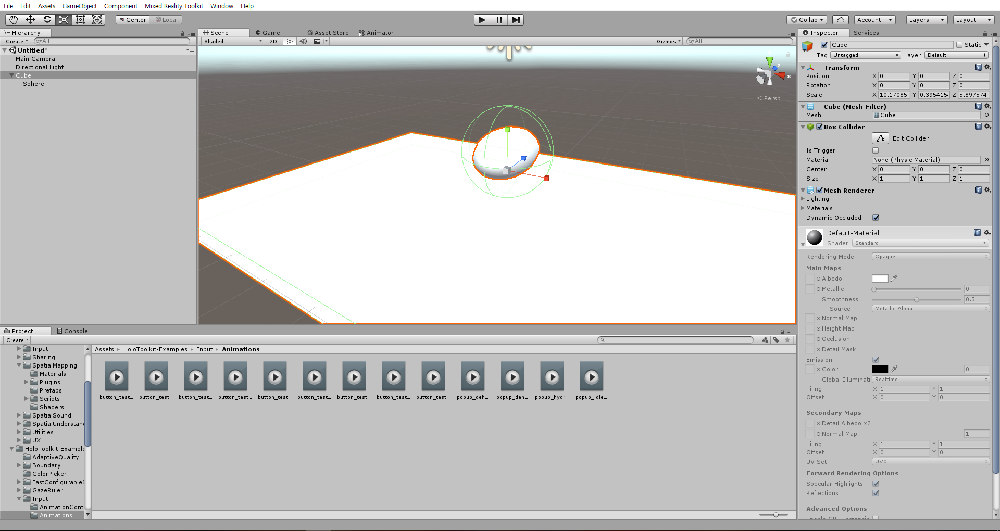 File Edit Assets GameObject Component Mixed Reality Toolkit Window Help
Center Local
Collab Account Layers Layout
Hierarchy
Create All
Untitled*
Main Camera
Directional Light
Cube
Sphere
Scene Game Asset Store Animator
Shaded 2D Gizmos All
z
x
Persp
Inspector Services
Cube Static
Tag Untagged Layer Default
Transform
Position X 0 Y 0 Z 0
Rotation X 0 Y 0 Z 0
Scale X 10.17085 Y 0.3954154 Z 5.897574
Cube (Mesh Filter)
Mesh Cube
Box Collider
Edit Collider
Is Trigger
Material None (Physic Material)
Center X 0 Y 0 Z 0
Size X 1 Y 1 Z 1
Mesh Renderer
Lighting
Materials
Dynamic Occluded
Default-Material
Shader Standard
Rendering Mode Opaque
Main Maps
Albedo
Metallic 0
Smoothness 0.5
Source Metallic Alpha
Normal Map
Height Map
Occlusion
Detail Mask
Emission
Color 0
Global Illuminati Realtime
Tiling X 1 Y 1
Offset X 0 Y 0
Secondary Maps
Detail Albedo x2
Normal Map 1
Tiling X 1 Y 1
Offset X 0 Y 0
UV Set UV0
Forward Rendering Options
Specular Highlights
Reflections
Advanced Options
Project Console
Create
Input
Sharing
SpatialMapping
Materials
Plugins
Prefabs
Scripts
Shaders
SpatialSound
SpatialUnderstan
Utilities
UX
HoloToolkit-Example
AdaptiveQuality
Boundary
ColorPicker
FastConfigurables
GazeRuler
Input
AnimationCont
Animations
Assets HoloToolkit-Examples Input Animations
button_test... button_test... button_test... button_test... button_test... button_test... button_test... button_test... button_test... popup_deh... popup_deh... popup_hydr... popup_idle...